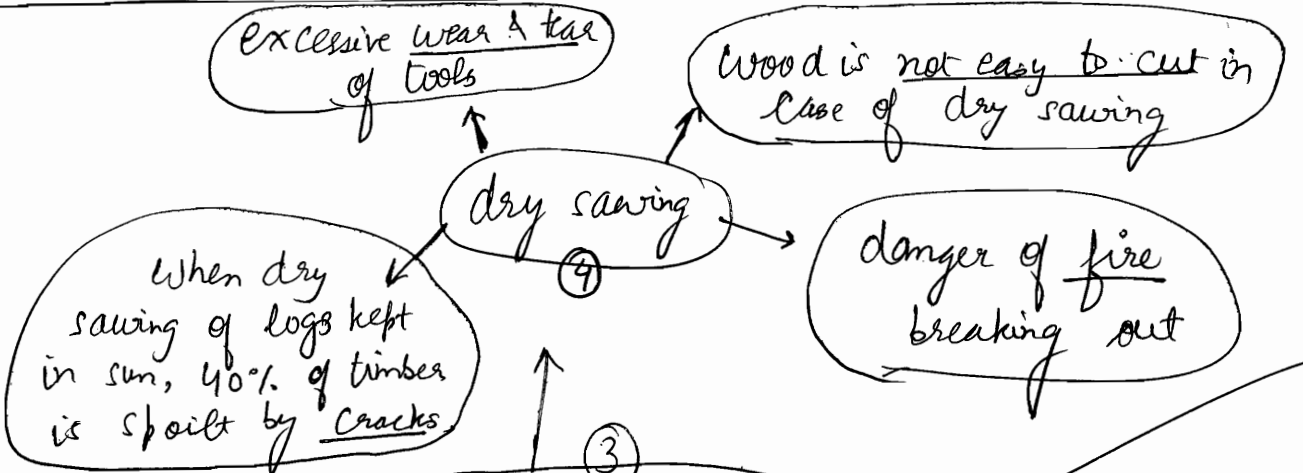 excessive wear & tear
of tools
wood is not easy to cut in
case of dry sawing
dry sawing
4
danger of fire
breaking out
When dry
sawing of logs kept
in sun, 40% of timber
is spoilt by cracks
3